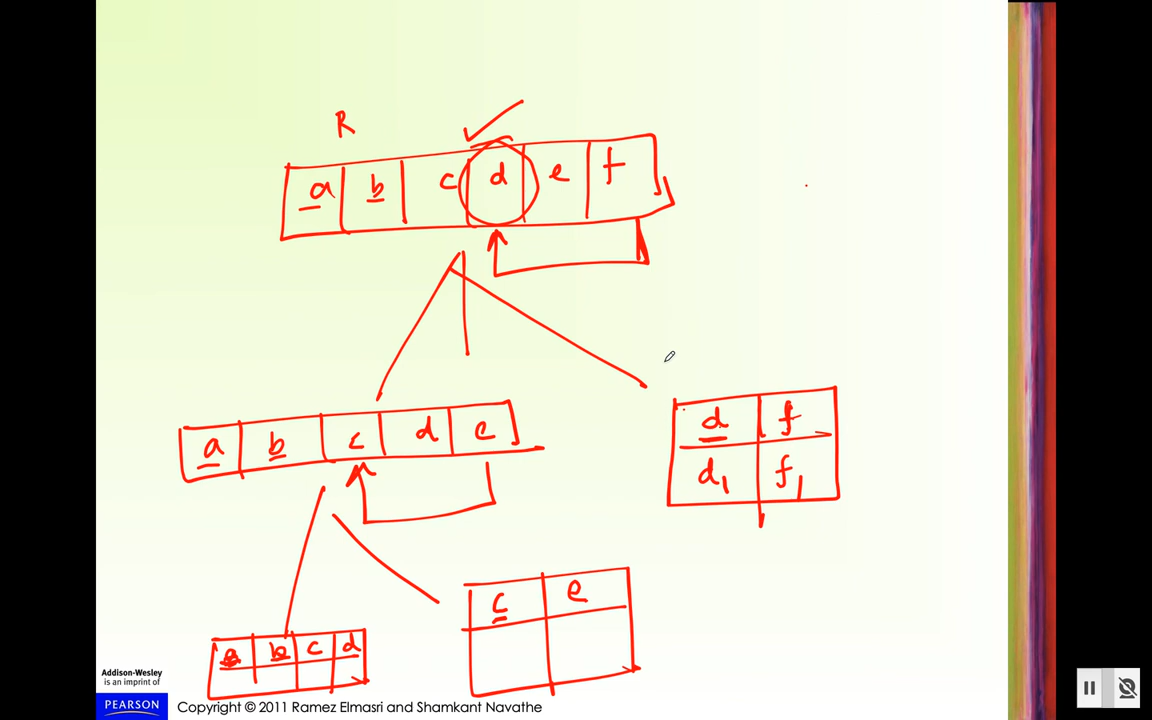 R
a b c d e f
a b c d e
d f
d1 f1
c e
a b c d
Addison-Wesley
is an imprint of
PEARSON
Copyright © 2011 Ramez Elmasri and Shamkant Navathe